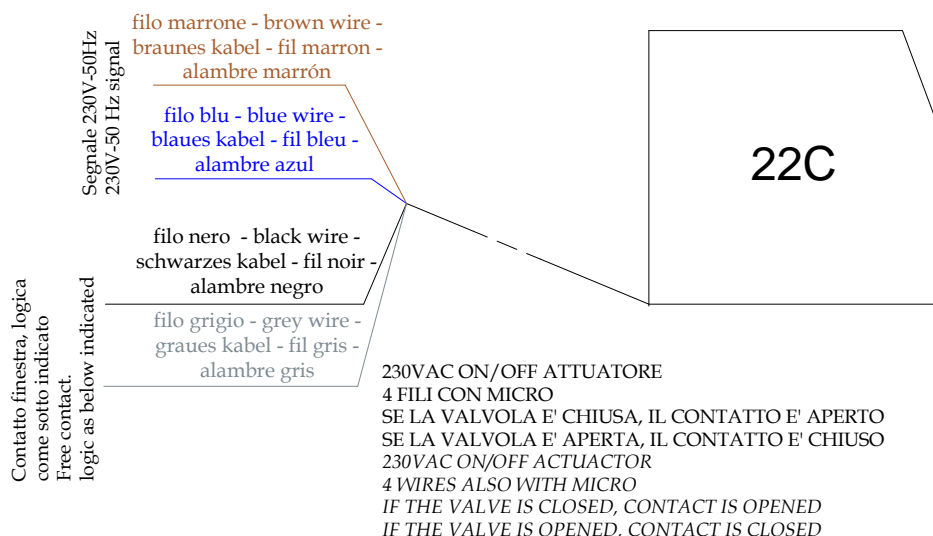 Segnale 230V-50Hz
230V-50 Hz signal
filo marrone - brown wire -
braunes kabel - fil marron -
alambre marrón
filo blu - blue wire -
blaues kabel - fil bleu -
alambre azul
22C
filo nero - black wire -
schwarzes kabel - fil noir -
alambre negro
filo grigio - grey wire -
graues kabel - fil gris -
alambre gris
Contatto finestra, logica
come sotto indicato
Free contact.
logic as below indicated
230VAC ON/OFF ATTUATORE
4 FILI CON MICRO
SE LA VALVOLA E' CHIUSA, IL CONTATTO E' APERTO
SE LA VALVOLA E' APERTA, IL CONTATTO E' CHIUSO
230VAC ON/OFF ACTUACTOR
4 WIRES ALSO WITH MICRO
IF THE VALVE IS CLOSED, CONTACT IS OPENED
IF THE VALVE IS OPENED, CONTACT IS CLOSED